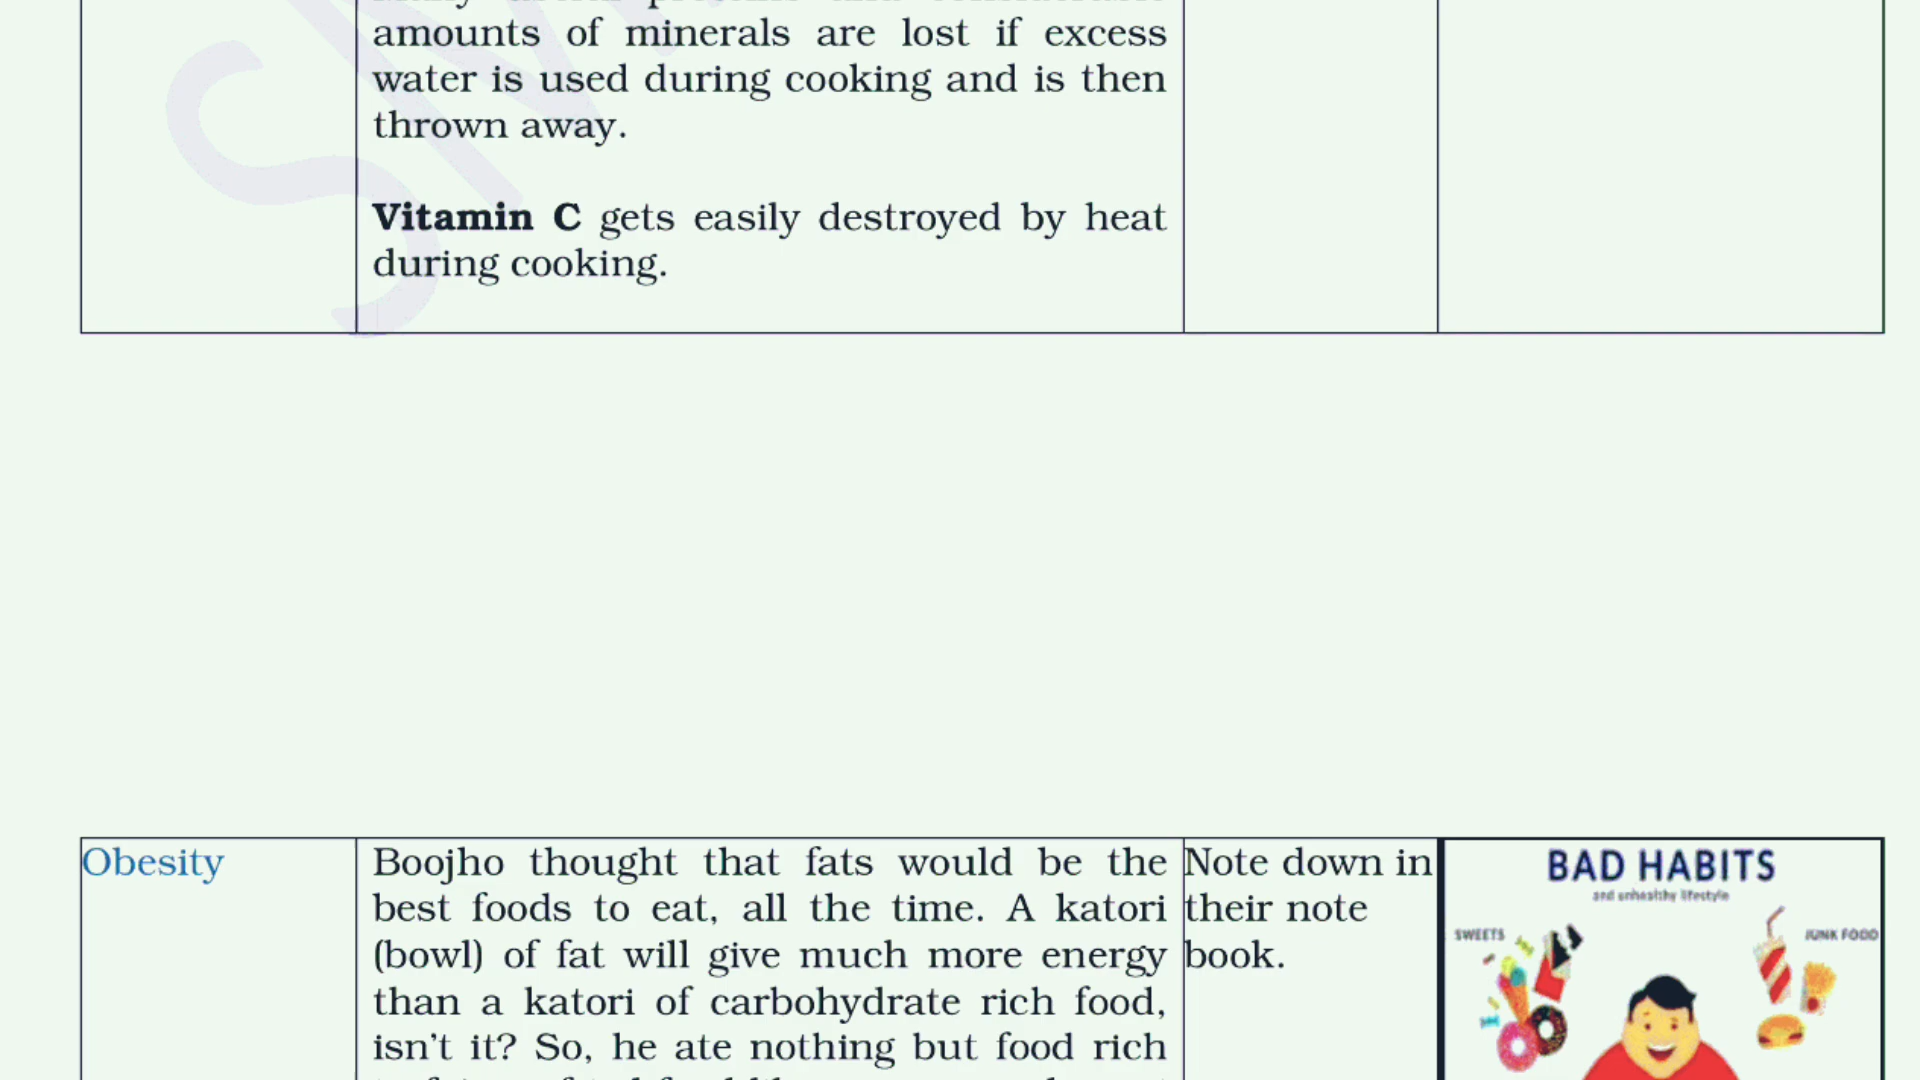 amounts of minerals are lost if excess
water is used during cooking and is then
thrown away.
Vitamin C gets easily destroyed by heat
during cooking.
Obesity
Boojho thought that fats would be the
best foods to eat, all the time. A katori
(bowl) of fat will give much more energy
than a katori of carbohydrate rich food,
isn't it? So, he ate nothing but food rich
Note down in
their note
book.
BAD HABITS
and unhealthy lifestyle
SWEETS
JUNK FOOD